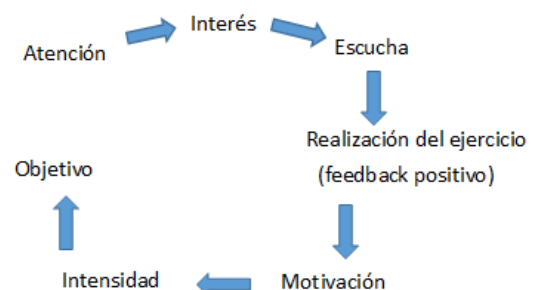 Atención
Interés
Escucha
Realización del ejercicio
(feedback positivo)
Motivación
Intensidad
Objetivo